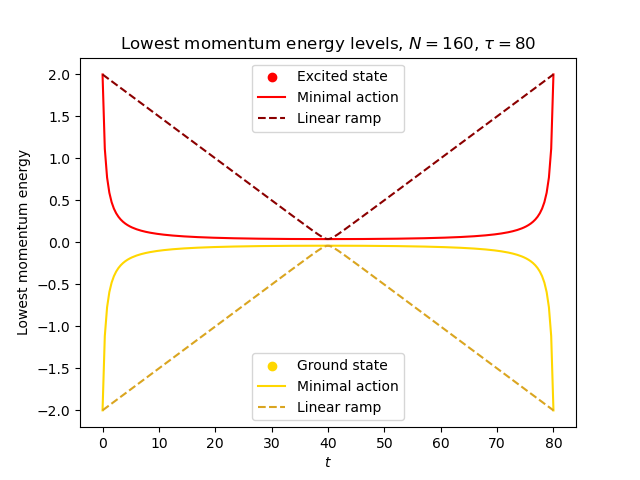 Lowest momentum energy levels, N = 160, τ = 80
Excited state
Minimal action
Linear ramp
2.0
1.5
1.0
0.5
0.0
−0.5
−1.0
−1.5
−2.0
Lowest momentum energy
Ground state
Minimal action
Linear ramp
0 10 20 30 40 50 60 70 80
t